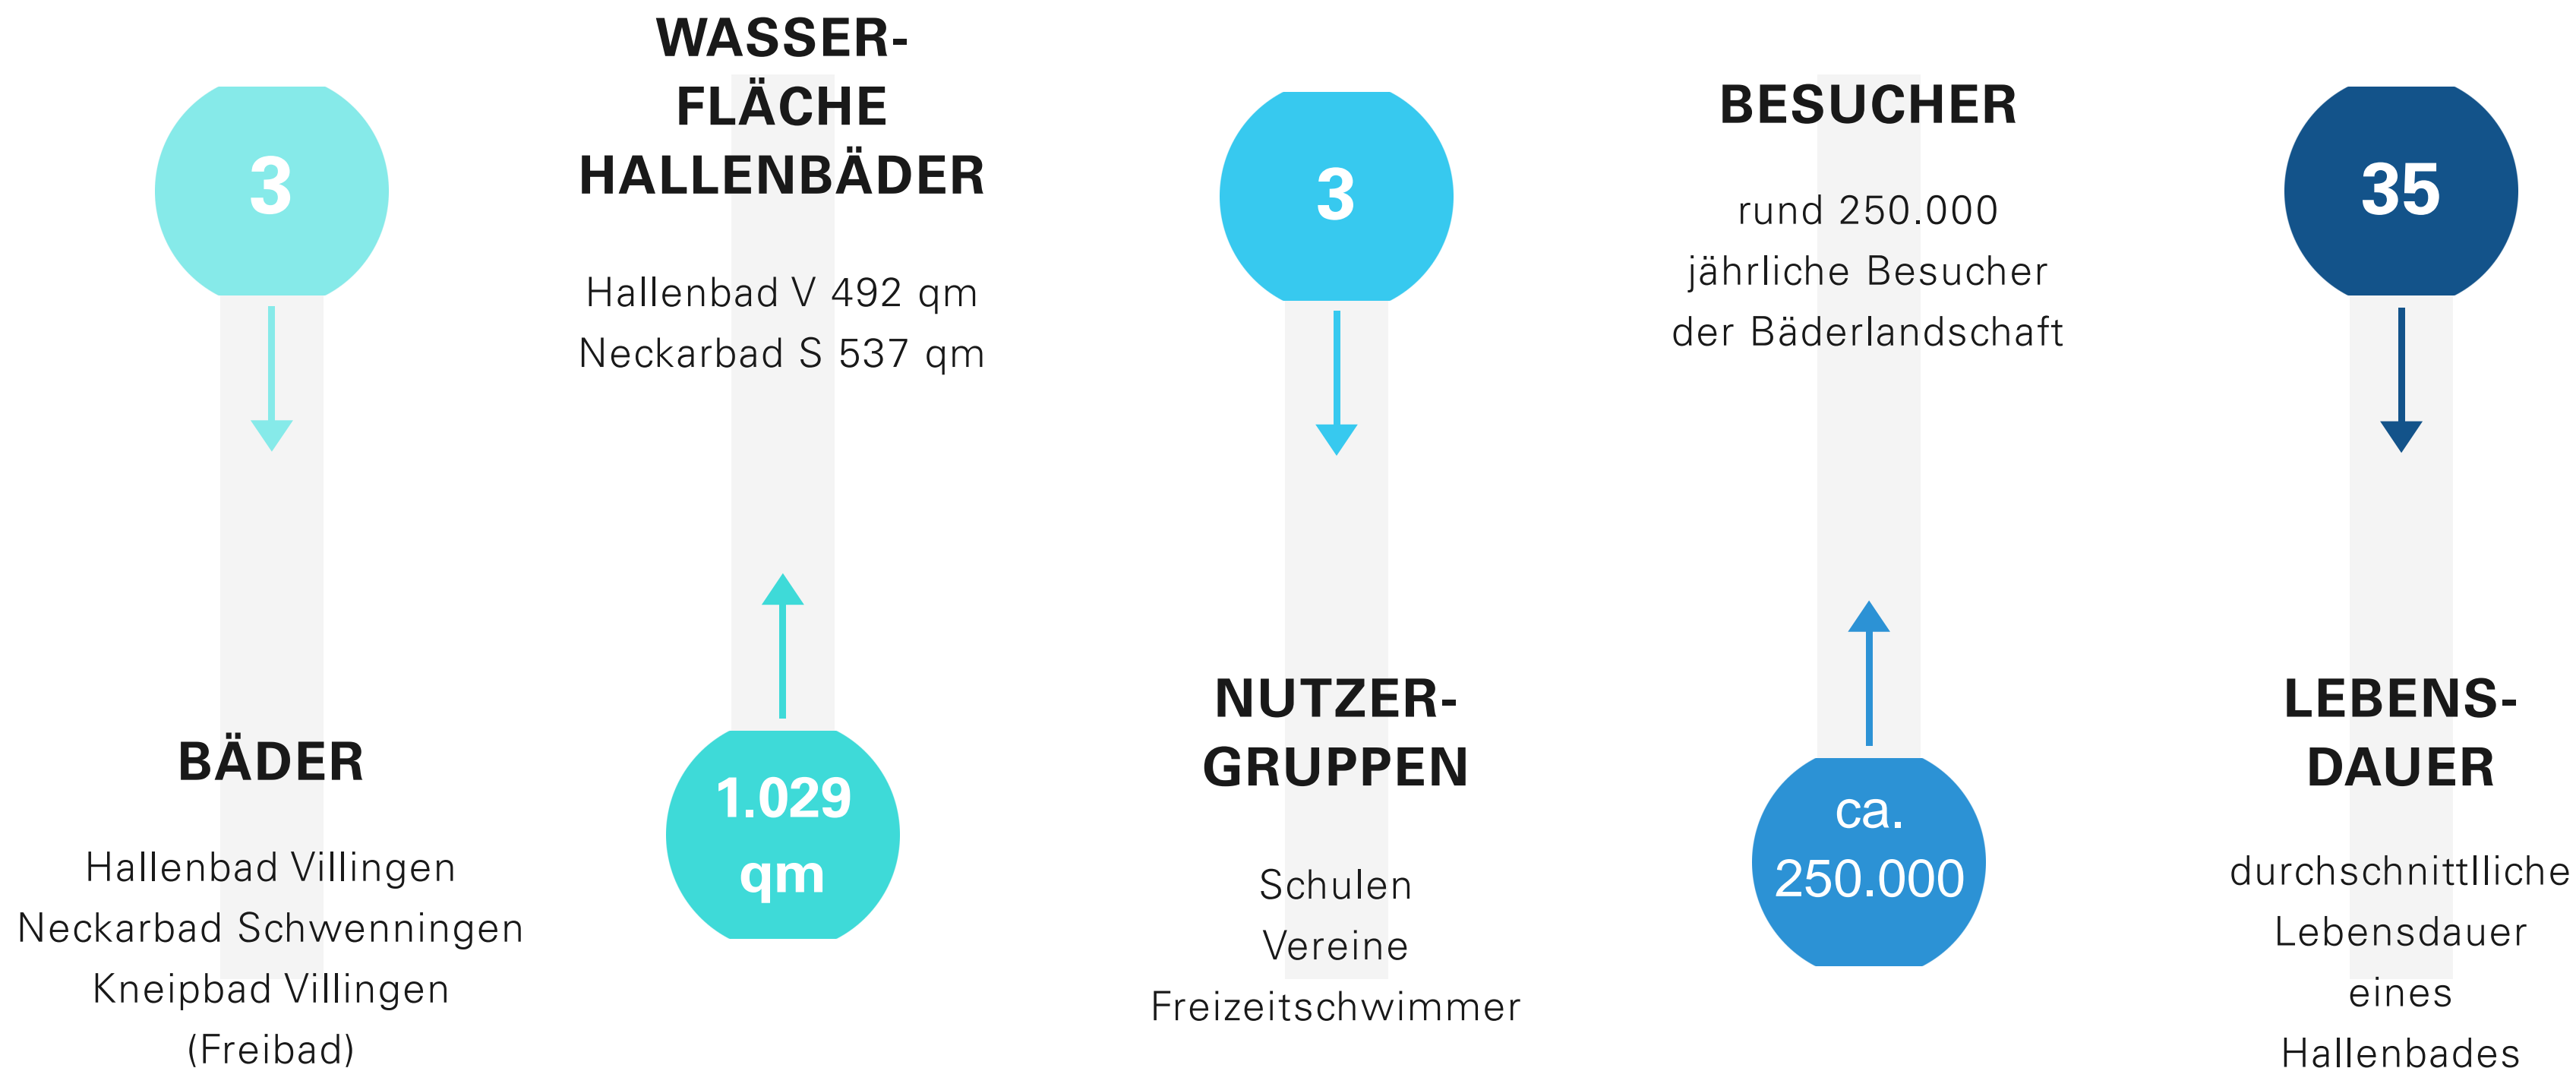 3
BÄDER
Hallenbad Villingen
Neckarbad Schwenningen
Kneipbad Villingen
(Freibad)
WASSER-
FLÄCHE
HALLENBÄDER
Hallenbad V 492 qm
Neckarbad S 537 qm
1.029
qm
3
NUTZER-
GRUPPEN
Schulen
Vereine
Freizeitschwimmer
BESUCHER
rund 250.000
jährliche Besucher
der Bäderlandschaft
ca.
250.000
35
LEBENS-
DAUER
durchschnittlliche
Lebensdauer
eines
Hallenbades